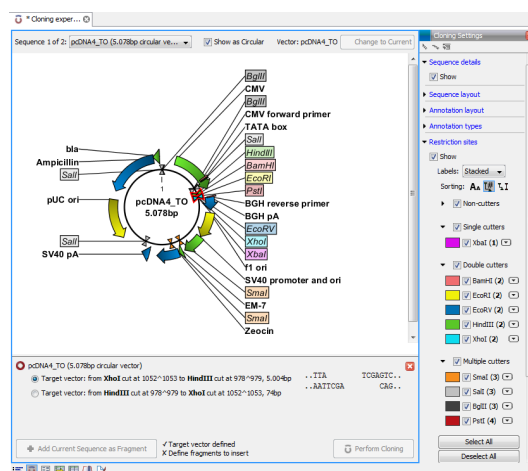 * Cloning exper...
Sequence 1 of 2: pcDNA4_TO (5.078bp circular ve...
Show as Circular
Vector: pcDNA4_TO
Change to Current
BglII
CMV
BglII
CMV forward primer
TATA box
SalI
HindIII
BamHI
EcoRI
PstI
BGH reverse primer
BGH pA
EcoRV
XhoI
XbaI
f1 ori
SV40 promoter and ori
SmaI
EM-7
SmaI
Zeocin
bla
Ampicillin
SalI
pUC ori
SalI
SV40 pA
pcDNA4_TO
5.078bp
pcDNA4_TO (5.078bp circular vector)
Target vector: from XhoI cut at 1052^1053 to HindIII cut at 978^979, 5.004bp
Target vector: from HindIII cut at 978^979 to XhoI cut at 1052^1053, 74bp
..TTA TCGAGTC..
..AATTCGA CAG..
Add Current Sequence as Fragment
√ Target vector defined
X Define fragments to insert
Perform Cloning
Cloning Settings
Sequence details
Show
Sequence layout
Annotation layout
Annotation types
Restriction sites
Show
Labels: Stacked
Sorting:
Non-cutters
Single cutters
XbaI (1)
Double cutters
BamHI (2)
EcoRI (2)
EcoRV (2)
HindIII (2)
XhoI (2)
Multiple cutters
SmaI (3)
SalI (3)
BglII (3)
PstI (4)
Select All
Deselect All